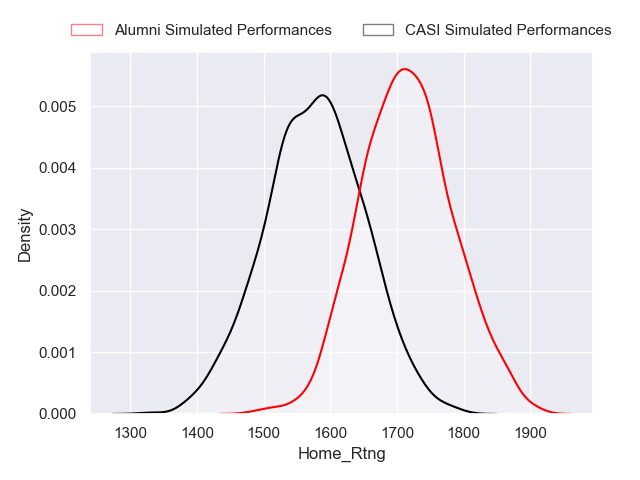 Alumni Simulated Performances CASI Simulated Performances
0.005
0.004
0.003
0.002
0.001
0.000
Density
1300 1400 1500 1600 1700 1800 1900
Home_Rtng